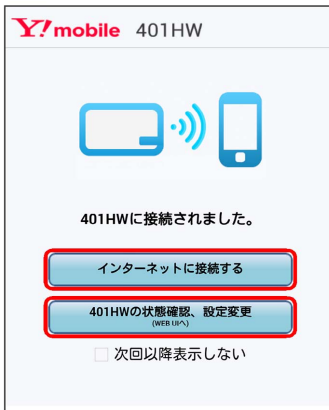 Y!mobile 401HW
401HWに接続されました。
インターネットに接続する
401HWの状態確認、設定変更
(WEB UIへ)
次回以降表示しない